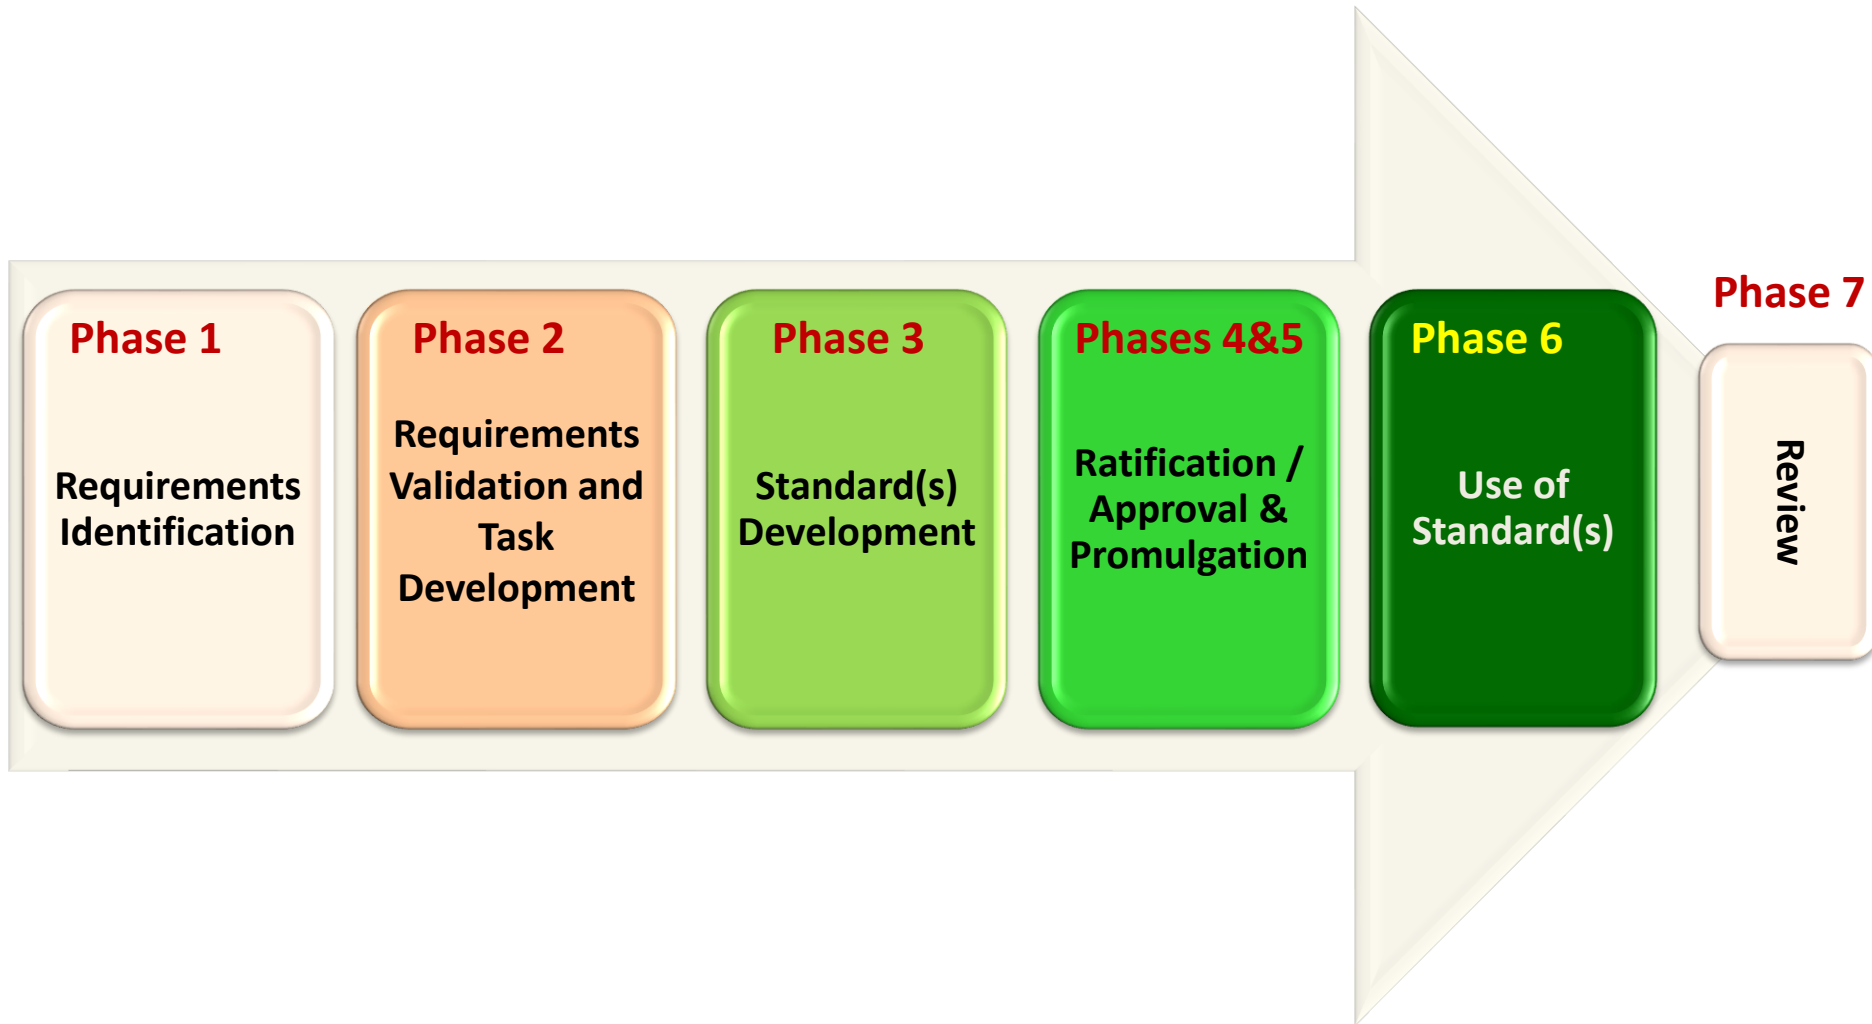 Phase 1
Requirements
Identification
Phase 2
Requirements
Validation and
Task
Development
Phase 3
Standard(s)
Development
Phases 4&5
Ratification /
Approval &
Promulgation
Phase 6
Use of
Standard(s)
Phase 7
Review